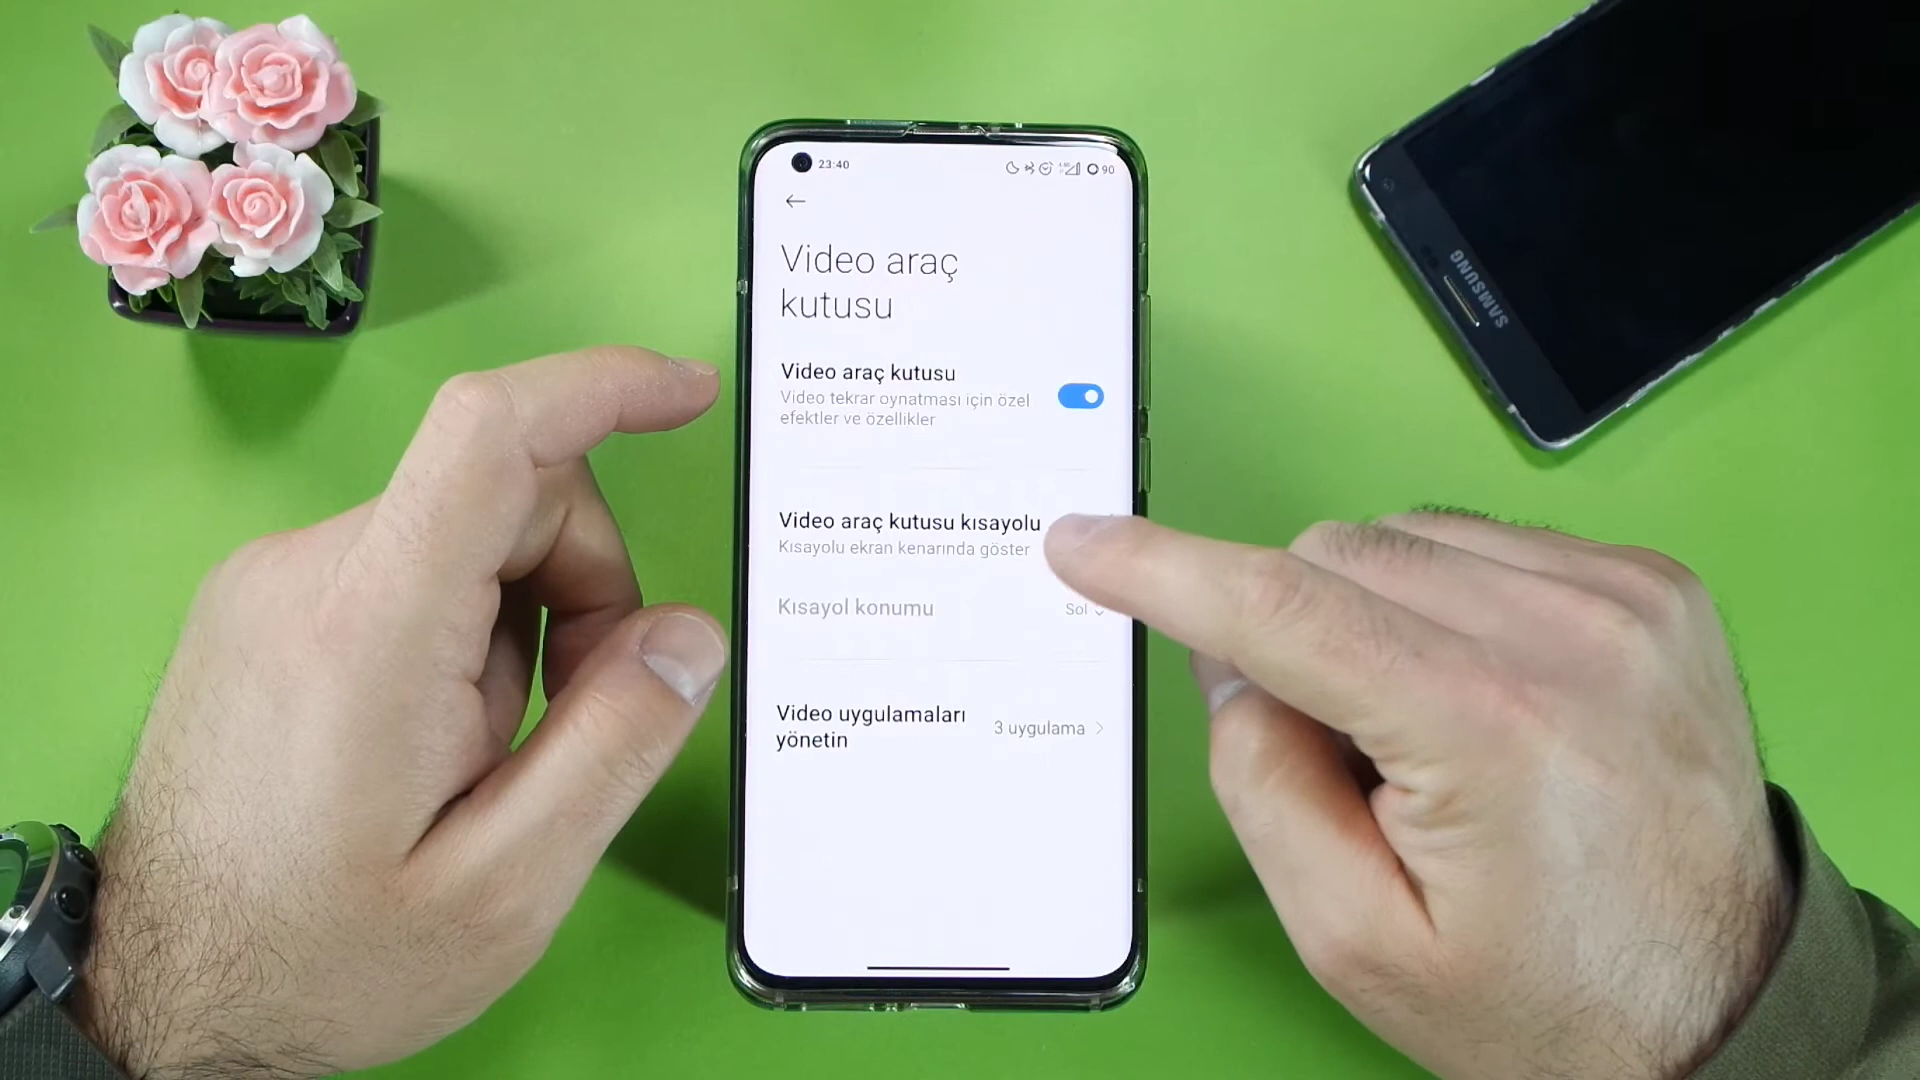 23:40
90
Video araç
kutusu
Video araç kutusu
Video tekrar oynatması için özel
efektler ve özellikler
Video araç kutusu kısayolu
Kısayolu ekran kenarında göster
Kısayol konumu
Sol
Video uygulamaları
yönetin
3 uygulama
SAMSUNG